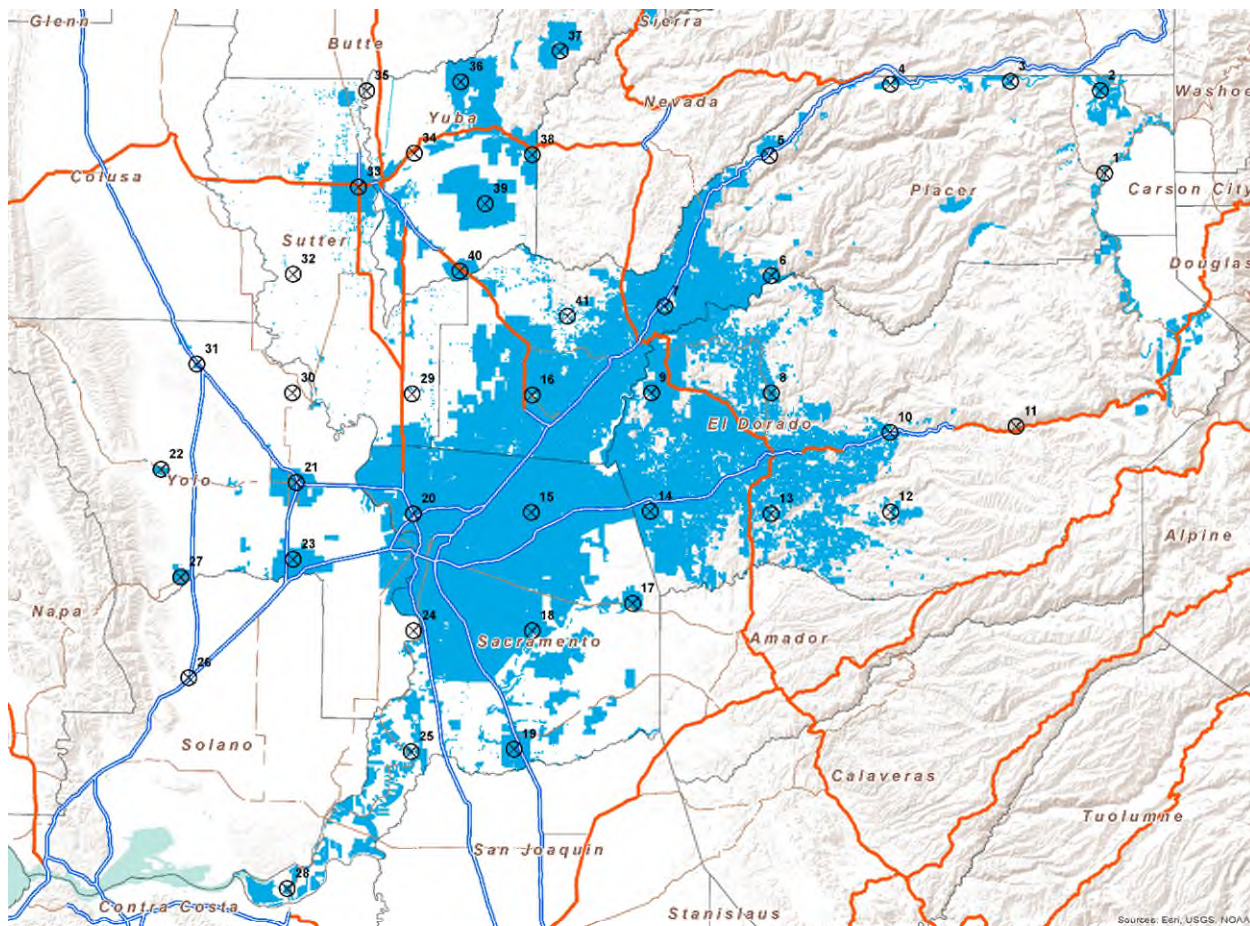 Glenn
Sierra
Butte
37
35
36
4
3
2
Washoe
Nevada
Yuba
34
38
5
1
Colusa
33
39
Placer
Carson City
Sutter
32
40
6
Douglas
41
7
31
30
29
16
9
8
El Dorado
10
11
22
Yolo
21
20
15
14
13
12
23
27
Alpine
Napa
17
24
18
Sacramento
Amador
26
Solano
25
19
Calaveras
Tuolumne
San Joaquin
28
Contra Costa
Stanislaus
Sources: Esri, USGS, NOAA